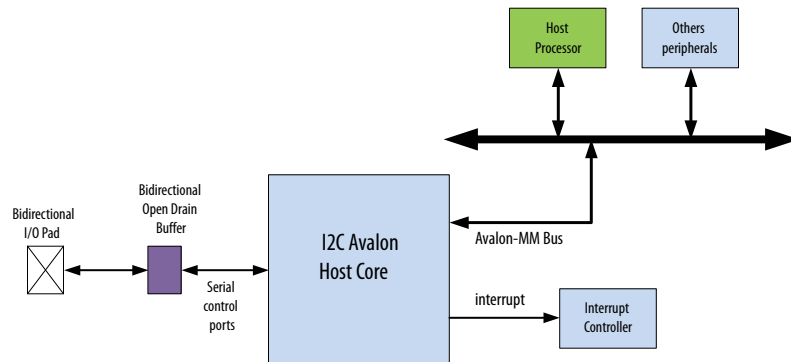 Host
Processor
Others
peripherals
Bidirectional
Open Drain
Buffer
Bidirectional
I/O Pad
I2C Avalon
Host Core
Avalon-MM Bus
Serial
control
ports
interrupt
Interrupt
Controller